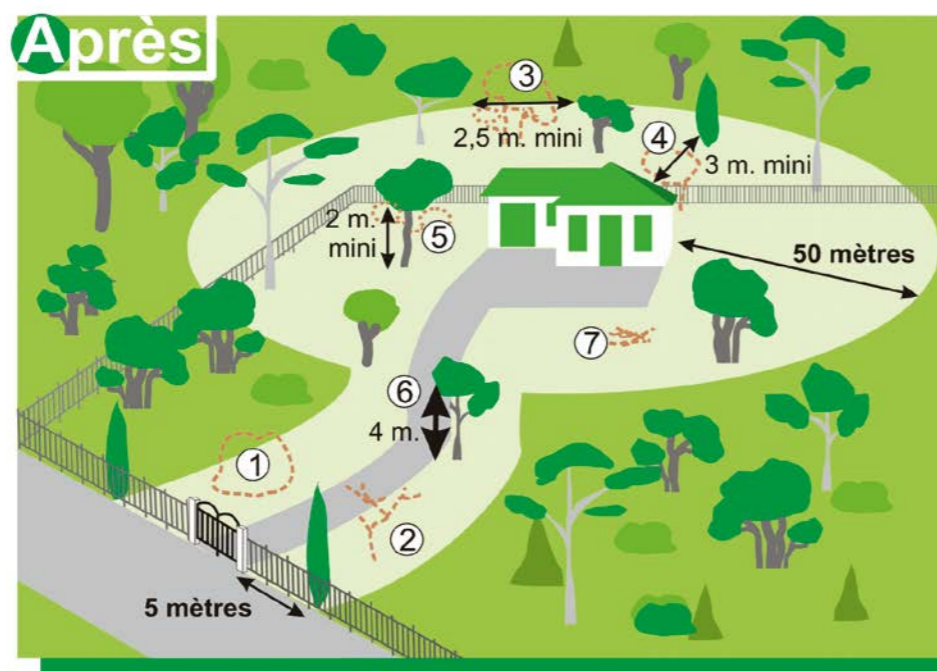 Après
3
2,5 m. mini
4
3 m. mini
2 m.
mini
5
50 mètres
7
6
4 m.
1
2
5 mètres